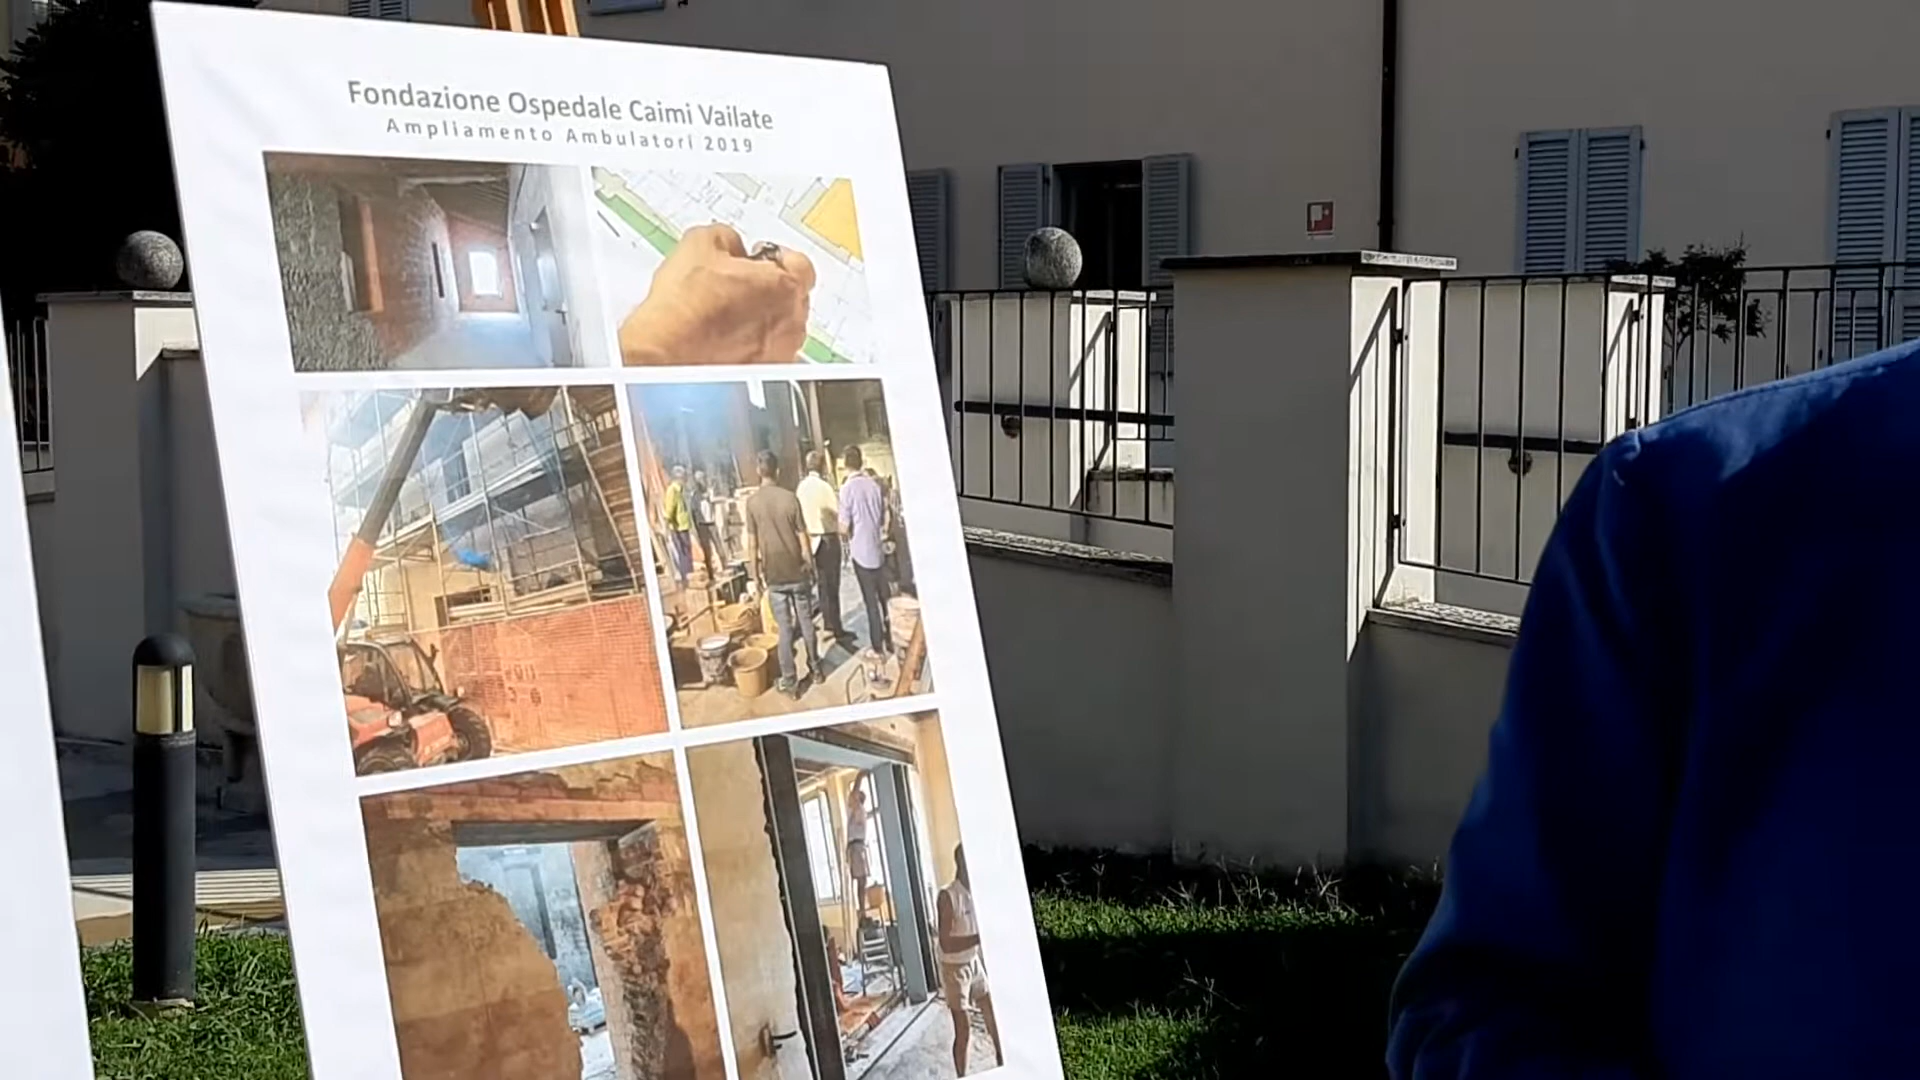 Fondazione Ospedale Caimi Vailate
Ampliamento Ambulatori 2019